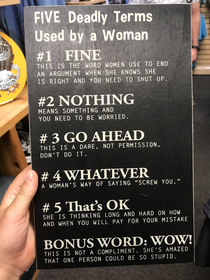 FIVE Deadly Terms
Used by a Woman
#1 FINE
THIS IS THE WORD WOMEN USE TO END
AN ARGUMENT WHEN SHE KNOWS SHE
IS RIGHT AND YOU NEED TO SHUT UP.
#2 NOTHING
MEANS SOMETHING AND
YOU NEED TO BE WORRIED.
#3 GO AHEAD
THIS IS A DARE, NOT PERMISSION,
DON'T DO IT.
#4 WHATEVER
A WOMAN'S WAY OF SAYING "SCREW YOU."
#5 That's OK
SHE IS THINKING LONG AND HARD ON HOW
AND WHEN YOU WILL PAY FOR YOUR MISTAKE
BONUS WORD: WOW!
THIS IS NOT A COMPLIMENT. SHE'S AMAZED
THAT ONE PERSON COULD BE SO STUPID.